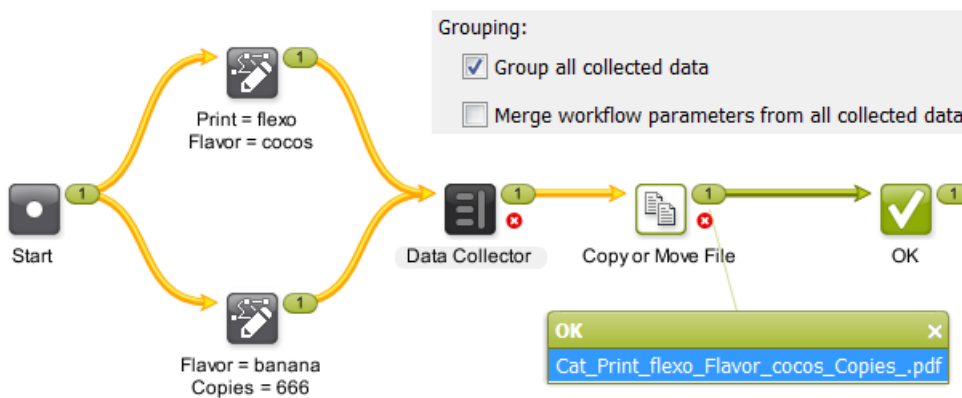 Grouping:
Group all collected data
Merge workflow parameters from all collected data
1
Print = flexo
Flavor = cocos
1
1
1
1
Start
Data Collector
Copy or Move File
OK
1
Flavor = banana
Copies = 666
OK
Cat_Print_flexo_Flavor_cocos_Copies_.pdf